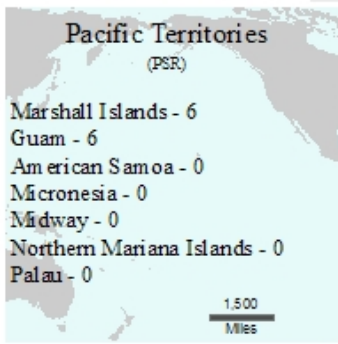 Pacific Territories
(PSR)
Marshall Islands - 6
Guam - 6
American Samoa - 0
Micronesia - 0
Midway - 0
Northern Mariana Islands - 0
Palau - 0
1,500
Miles